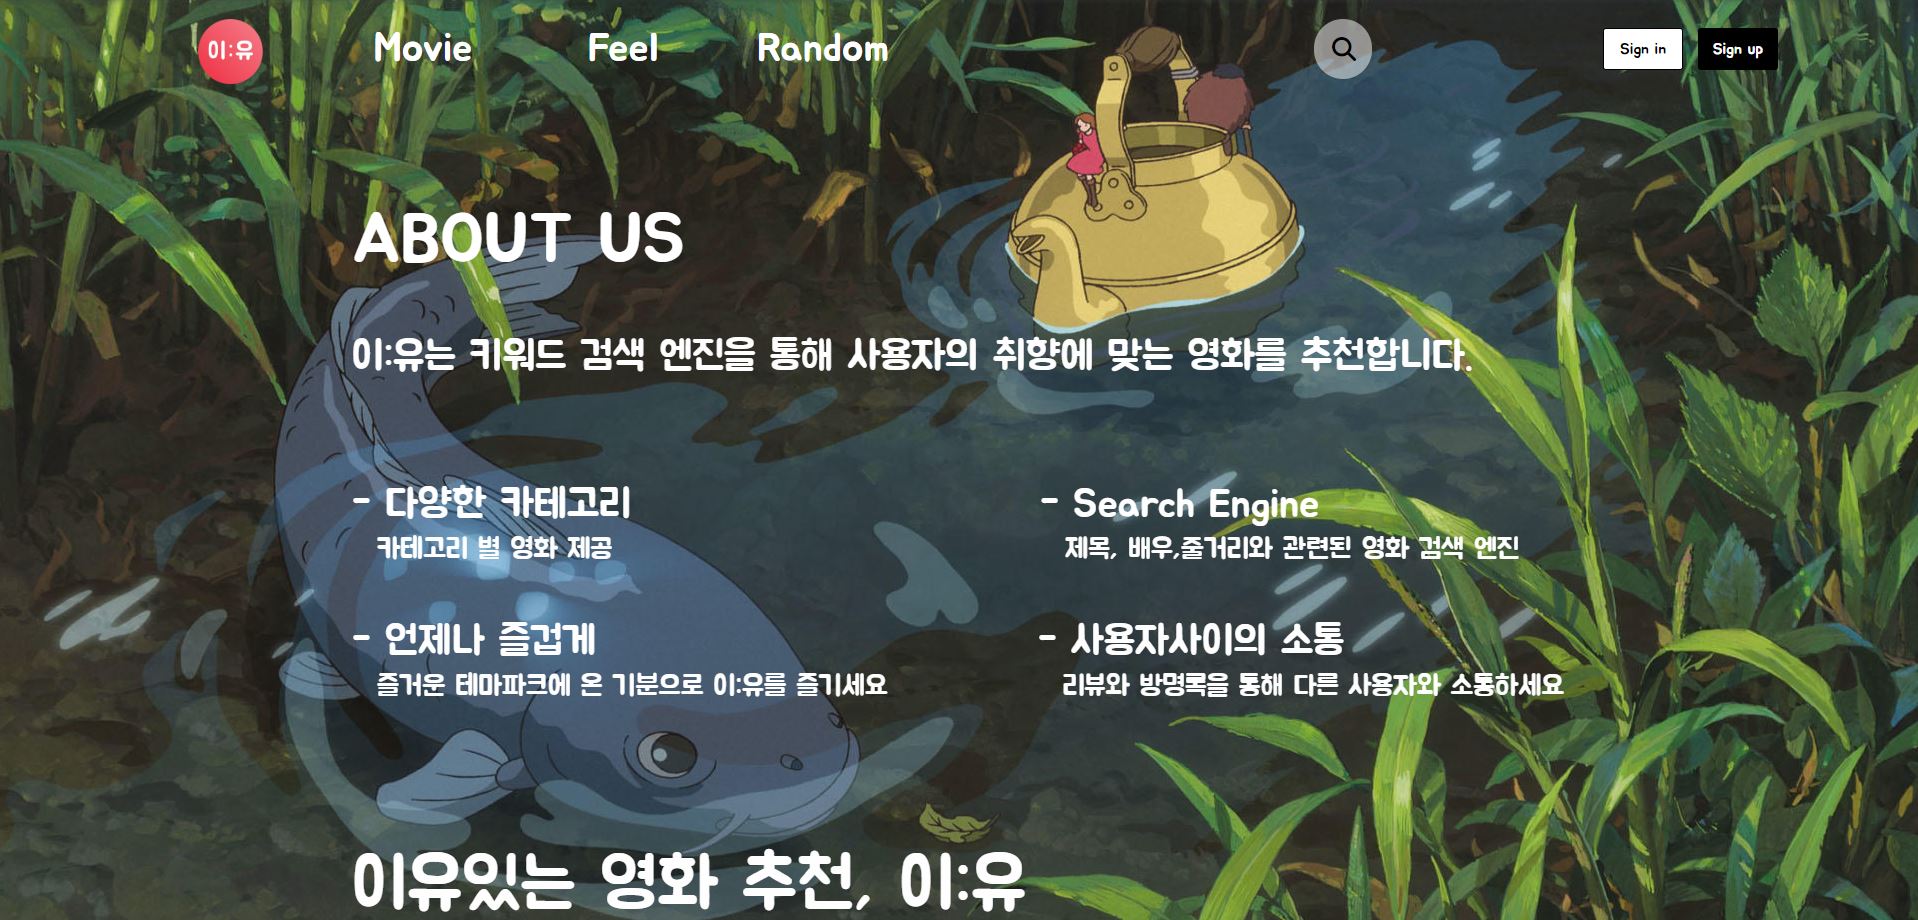 이:유
Movie
Feel
Random
Sign in
Sign up
ABOUT US
이:유는 키워드 검색 엔진을 통해 사용자의 취향에 맞는 영화를 추천합니다.
- 다양한 카테고리
카테고리 별 영화 제공
- Search Engine
제목, 배우,줄거리와 관련된 영화 검색 엔진
- 언제나 즐겁게
즐거운 테마파크에 온 기분으로 이:유를 즐기세요
- 사용자사이의 소통
리뷰와 방명록을 통해 다른 사용자와 소통하세요
이유있는 영화 추천, 이:유